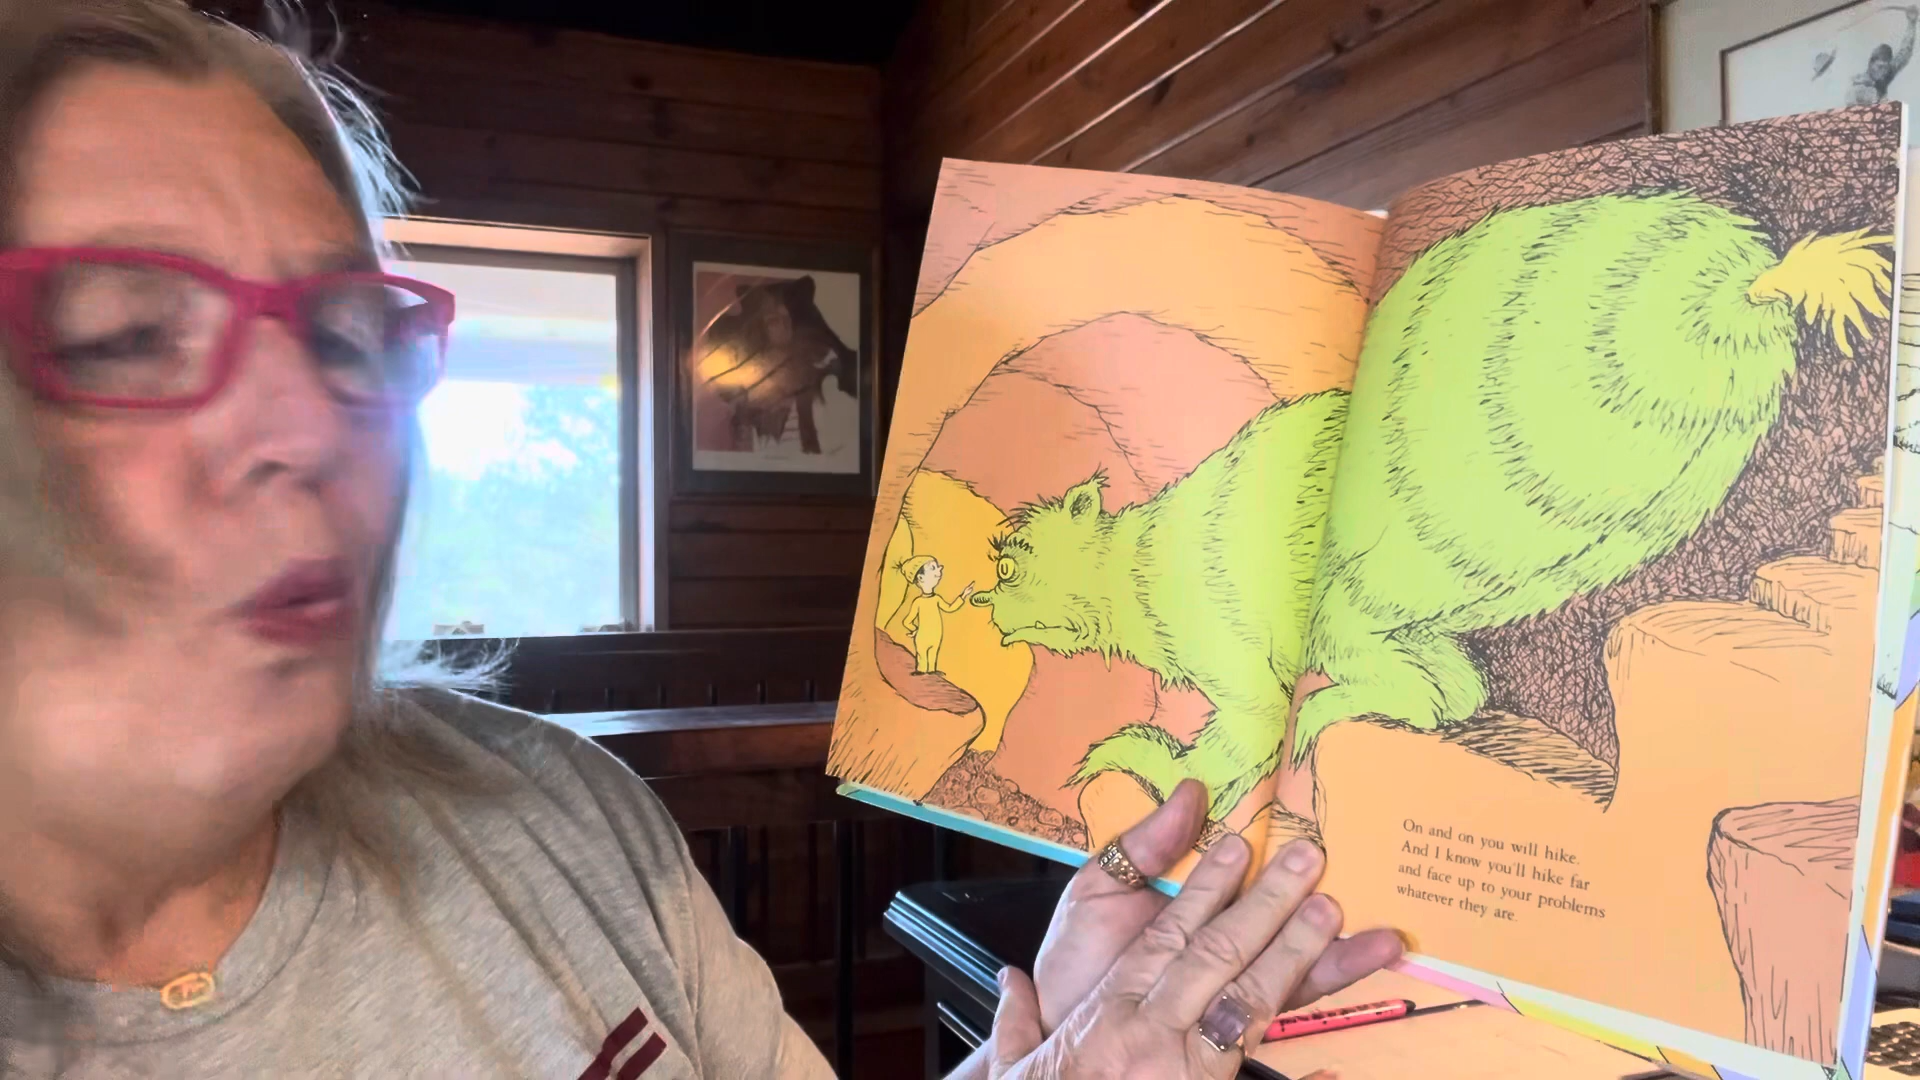 On and on you will hike.
And I know you'll hike far
and face up to your problems
whatever they are.